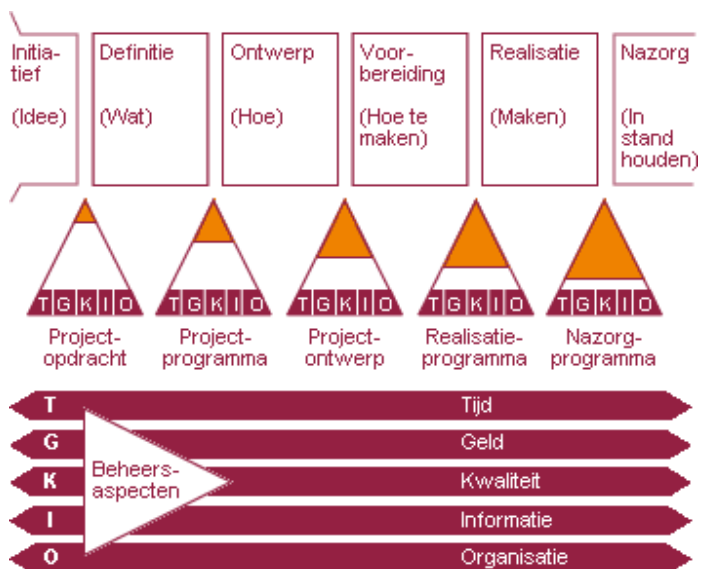 Initia-
tief
(Idee)
Definitie
(Wat)
Ontwerp
(Hoe)
Voor-
bereiding
(Hoe te
maken)
Realisatie
(Maken)
Nazorg
(In
stand
houden)
T G K I O
T G K I O
T G K I O
T G K I O
T G K I O
Project-
opdracht
Project-
programma
Project-
ontwerp
Realisatie-
programma
Nazorg-
programma
T Tijd
G Geld
Beheers-
aspecten
K Kwaliteit
I Informatie
O Organisatie